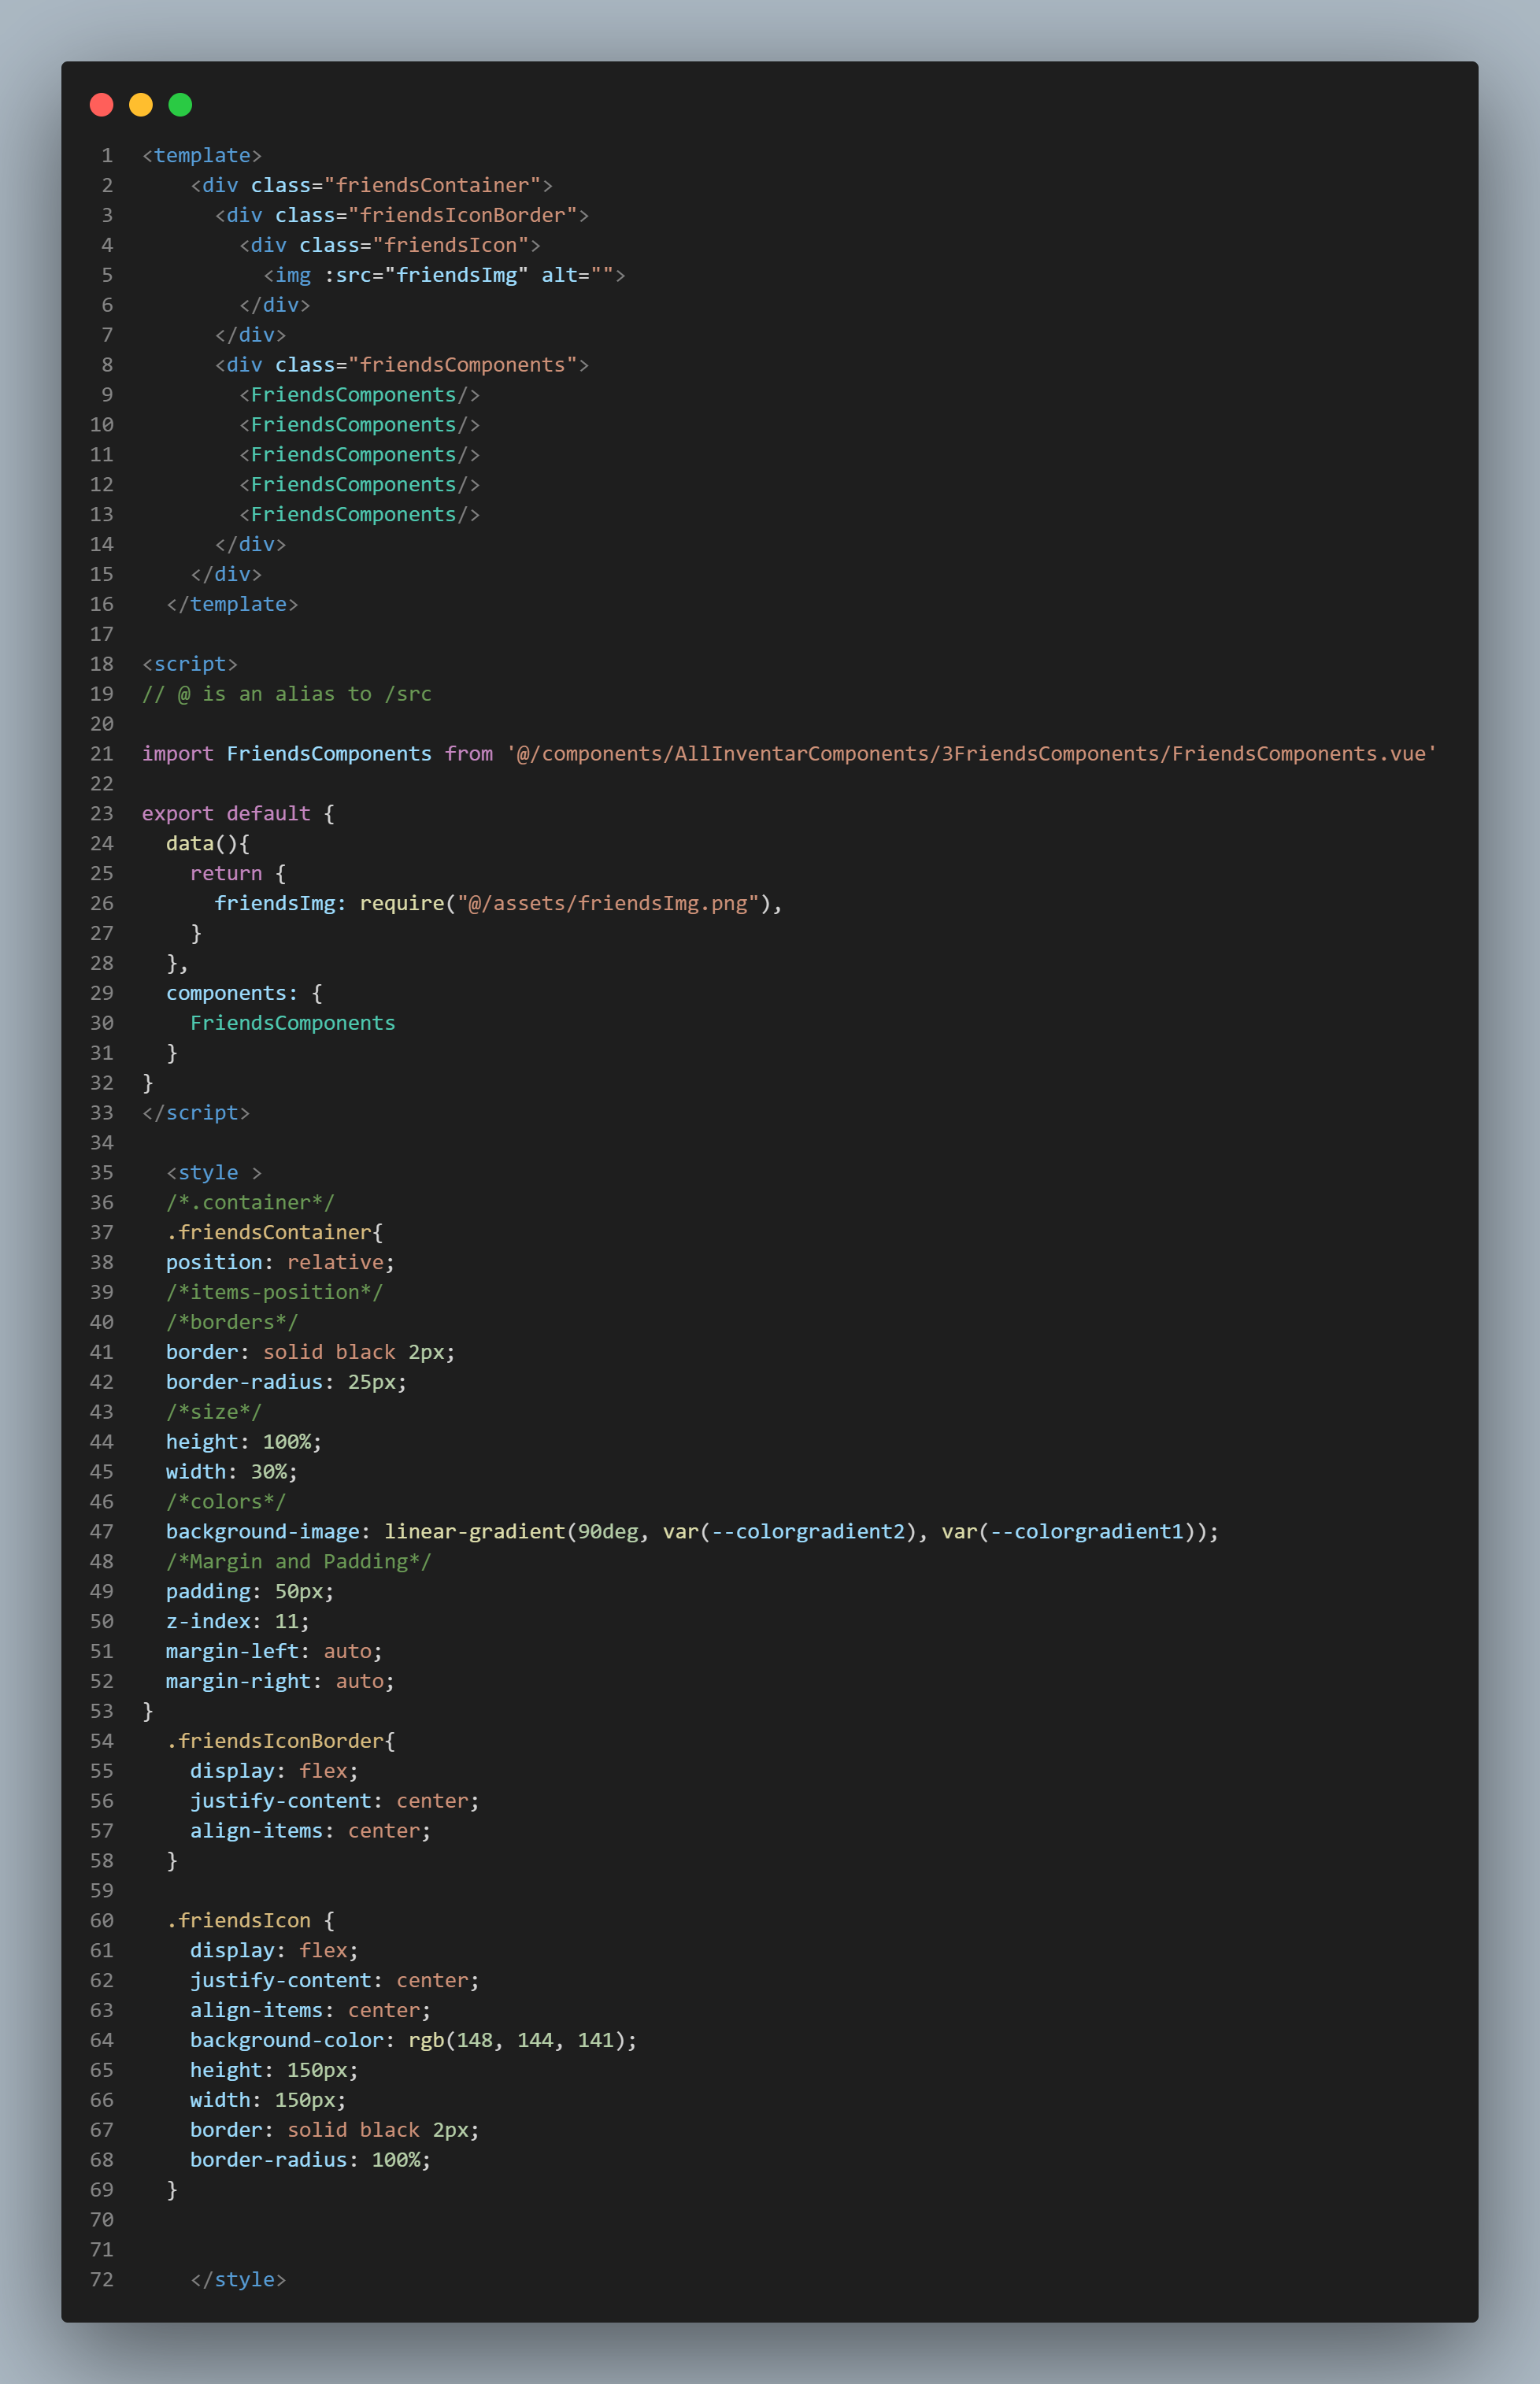 1 <template>
2     <div class="friendsContainer">
3       <div class="friendsIconBorder">
4         <div class="friendsIcon">
5           <img :src="friendsImg" alt="">
6         </div>
7       </div>
8       <div class="friendsComponents">
9         <FriendsComponents/>
10         <FriendsComponents/>
11         <FriendsComponents/>
12         <FriendsComponents/>
13         <FriendsComponents/>
14       </div>
15     </div>
16   </template>
17
18 <script>
19 // @ is an alias to /src
20
21 import FriendsComponents from '@/components/AllInventarComponents/3FriendsComponents/FriendsComponents.vue'
22
23 export default {
24   data(){
25     return {
26       friendsImg: require("@/assets/friendsImg.png"),
27     }
28   },
29   components: {
30     FriendsComponents
31   }
32 }
33 </script>
34
35   <style >
36   /*.container*/
37   .friendsContainer{
38   position: relative;
39   /*items-position*/
40   /*borders*/
41   border: solid black 2px;
42   border-radius: 25px;
43   /*size*/
44   height: 100%;
45   width: 30%;
46   /*colors*/
47   background-image: linear-gradient(90deg, var(--colorgradient2), var(--colorgradient1));
48   /*Margin and Padding*/
49   padding: 50px;
50   z-index: 11;
51   margin-left: auto;
52   margin-right: auto;
53 }
54   .friendsIconBorder{
55     display: flex;
56     justify-content: center;
57     align-items: center;
58   }
59
60   .friendsIcon {
61     display: flex;
62     justify-content: center;
63     align-items: center;
64     background-color: rgb(148, 144, 141);
65     height: 150px;
66     width: 150px;
67     border: solid black 2px;
68     border-radius: 100%;
69   }
70
71
72     </style>